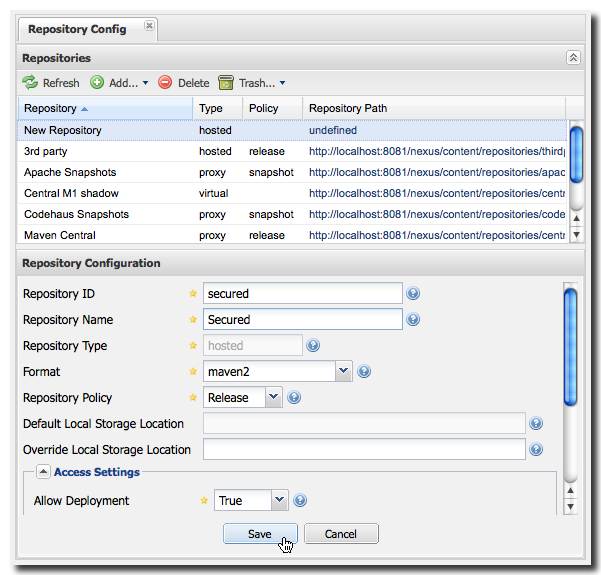 Repository Config
Repositories
Refresh Add... Delete Trash...
Repository Type Policy Repository Path
New Repository hosted undefined
3rd party hosted release http://localhost:8081/nexus/content/repositories/third
Apache Snapshots proxy snapshot http://localhost:8081/nexus/content/repositories/apac
Central M1 shadow virtual http://localhost:8081/nexus/content/repositories/centr
Codehaus Snapshots proxy snapshot http://localhost:8081/nexus/content/repositories/code
Maven Central proxy release http://localhost:8081/nexus/content/repositories/centr
Repository Configuration
Repository ID secured
Repository Name Secured
Repository Type hosted
Format maven2
Repository Policy Release
Default Local Storage Location
Override Local Storage Location
Access Settings
Allow Deployment True
Save Cancel